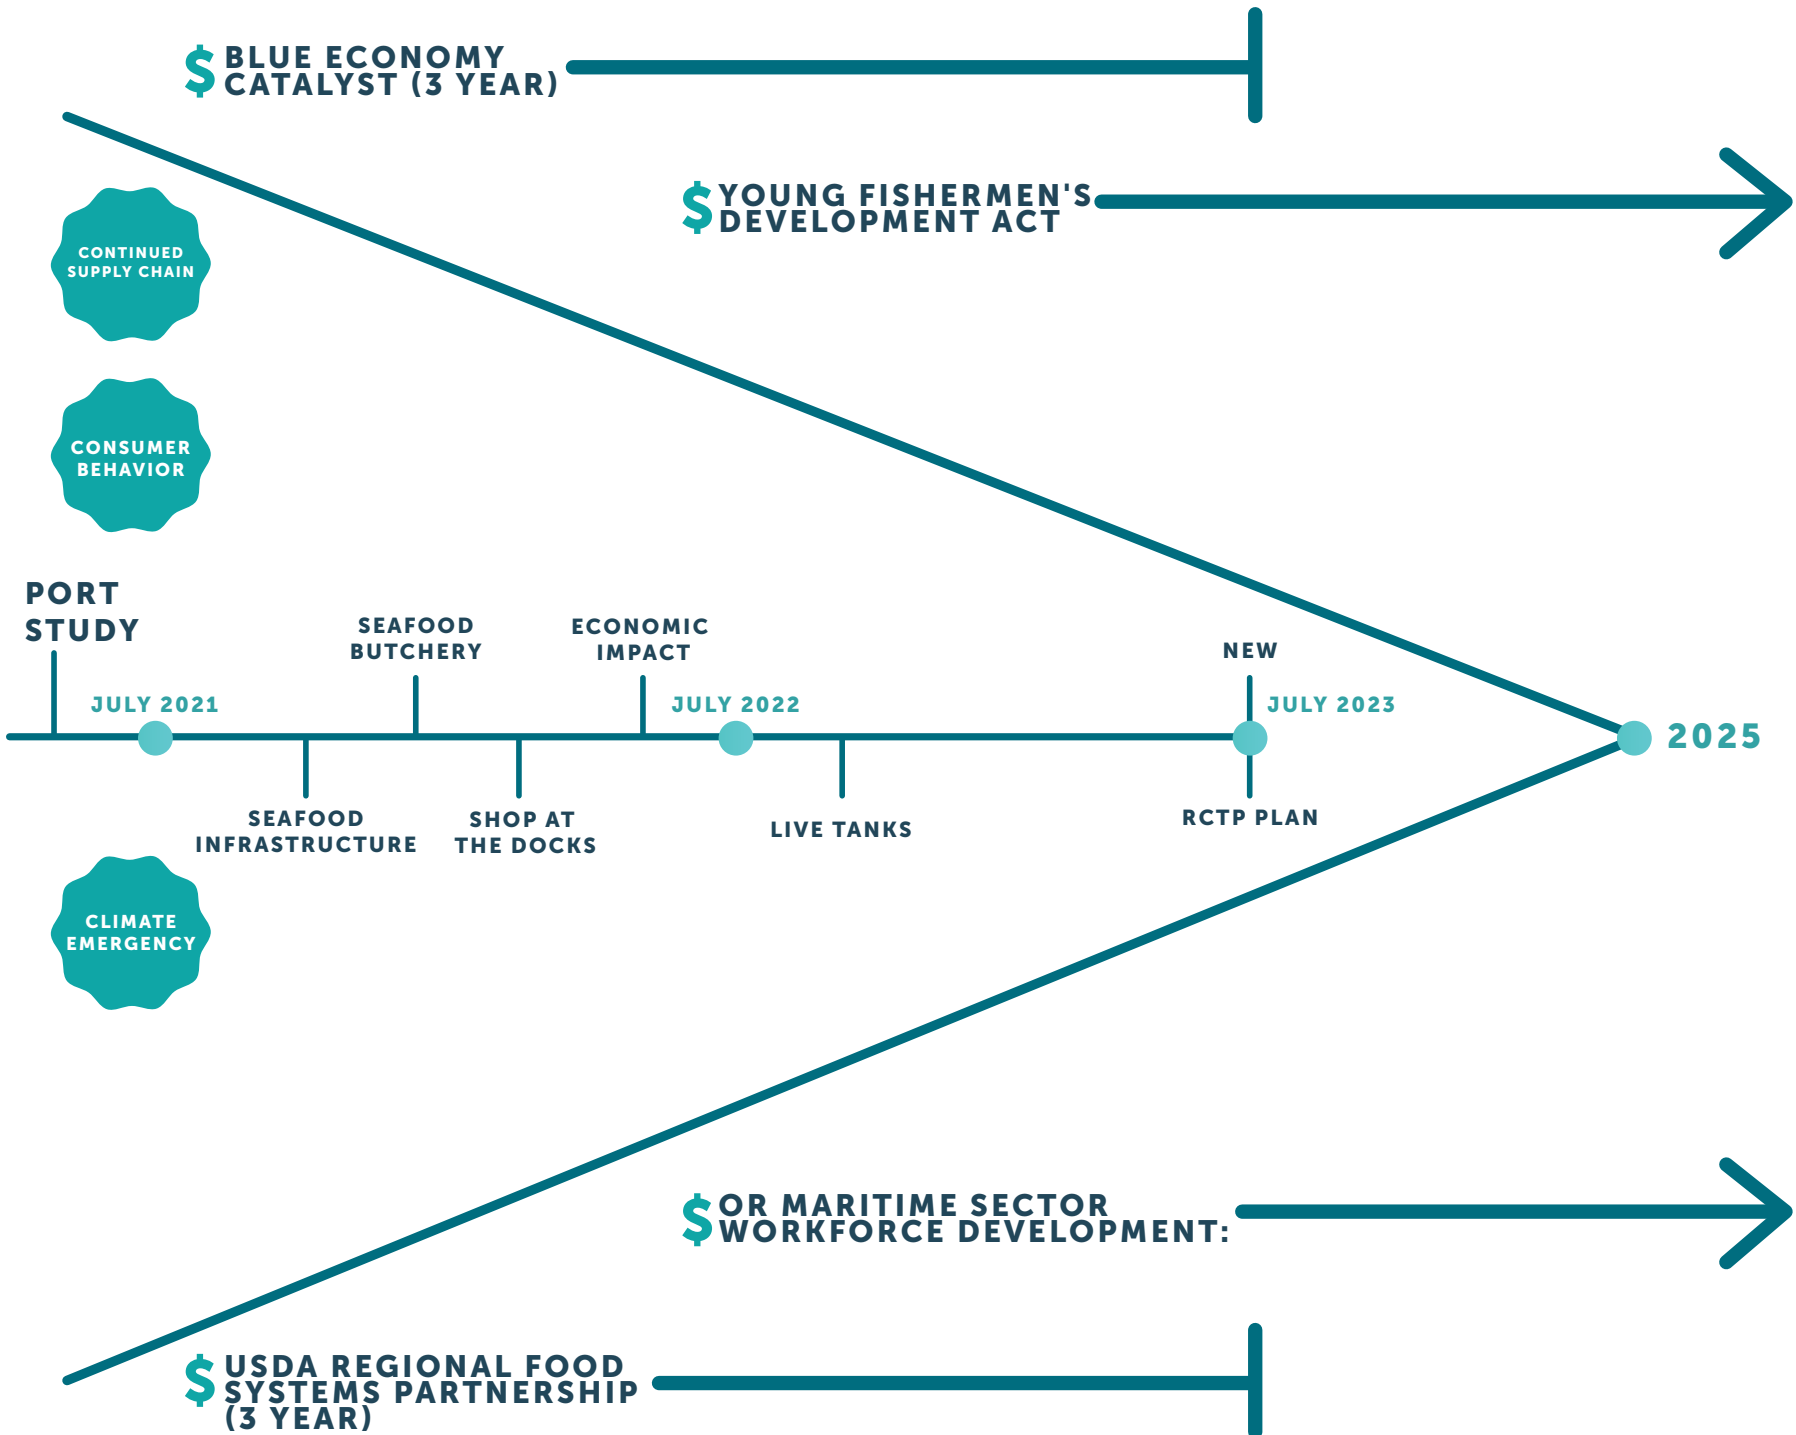 $ BLUE ECONOMY
CATALYST (3 YEAR)
$ YOUNG FISHERMEN'S
DEVELOPMENT ACT
CONTINUED
SUPPLY CHAIN
CONSUMER
BEHAVIOR
PORT
STUDY
SEAFOOD
BUTCHERY
ECONOMIC
IMPACT
NEW
JULY 2021
JULY 2022
JULY 2023
2025
SEAFOOD
INFRASTRUCTURE
SHOP AT
THE DOCKS
LIVE TANKS
RCTP PLAN
CLIMATE
EMERGENCY
$ OR MARITIME SECTOR
WORKFORCE DEVELOPMENT:
$ USDA REGIONAL FOOD
SYSTEMS PARTNERSHIP
(3 YEAR)